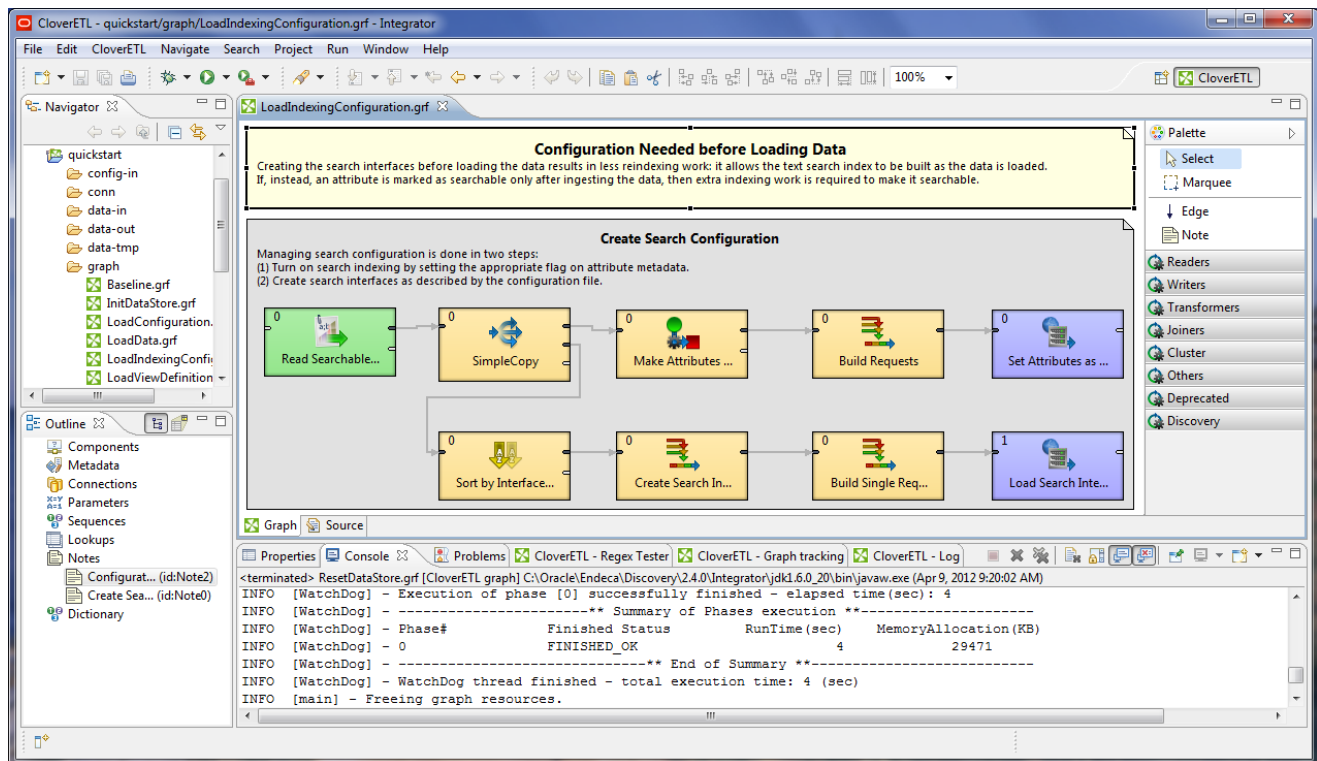 CloverETL - quickstart/graph/LoadIndexingConfiguration.grf - Integrator
File Edit CloverETL Navigate Search Project Run Window Help
100%
CloverETL
Navigator
quickstart
config-in
conn
data-in
data-out
data-tmp
graph
Baseline.grf
InitDataStore.grf
LoadConfiguration.
LoadData.grf
LoadIndexingConfi
LoadViewDefinition
Outline
Components
Metadata
Connections
Parameters
Sequences
Lookups
Notes
Configurat... (id:Note2)
Create Sea... (id:Note0)
Dictionary
LoadIndexingConfiguration.grf
Configuration Needed before Loading Data
Creating the search interfaces before loading the data results in less reindexing work: it allows the text search index to be built as the data is loaded.
If, instead, an attribute is marked as searchable only after ingesting the data, then extra indexing work is required to make it searchable.
Create Search Configuration
Managing search configuration is done in two steps:
(1) Turn on search indexing by setting the appropriate flag on attribute metadata.
(2) Create search interfaces as described by the configuration file.
0 0 0 0 0
Read Searchable... SimpleCopy Make Attributes ... Build Requests Set Attributes as ...
0 0 0 1
Sort by Interface... Create Search In... Build Single Req... Load Search Inte...
Graph Source
Palette
Select
Marquee
Edge
Note
Readers
Writers
Transformers
Joiners
Cluster
Others
Deprecated
Discovery
Properties Console Problems CloverETL - Regex Tester CloverETL - Graph tracking CloverETL - Log
<terminated> ResetDataStore.grf [CloverETL graph] C:\Oracle\Endeca\Discovery\2.4.0\Integrator\jdk1.6.0_20\bin\javaw.exe (Apr 9, 2012 9:20:02 AM)
INFO [WatchDog] - Execution of phase [0] successfully finished - elapsed time(sec): 4
INFO [WatchDog] - -----------------------** Summary of Phases execution **---------------------
INFO [WatchDog] - Phase# Finished Status RunTime(sec) MemoryAllocation(KB)
INFO [WatchDog] - 0 FINISHED_OK 4 29471
INFO [WatchDog] - ------------------------------** End of Summary **---------------------------
INFO [WatchDog] - WatchDog thread finished - total execution time: 4 (sec)
INFO [main] - Freeing graph resources.